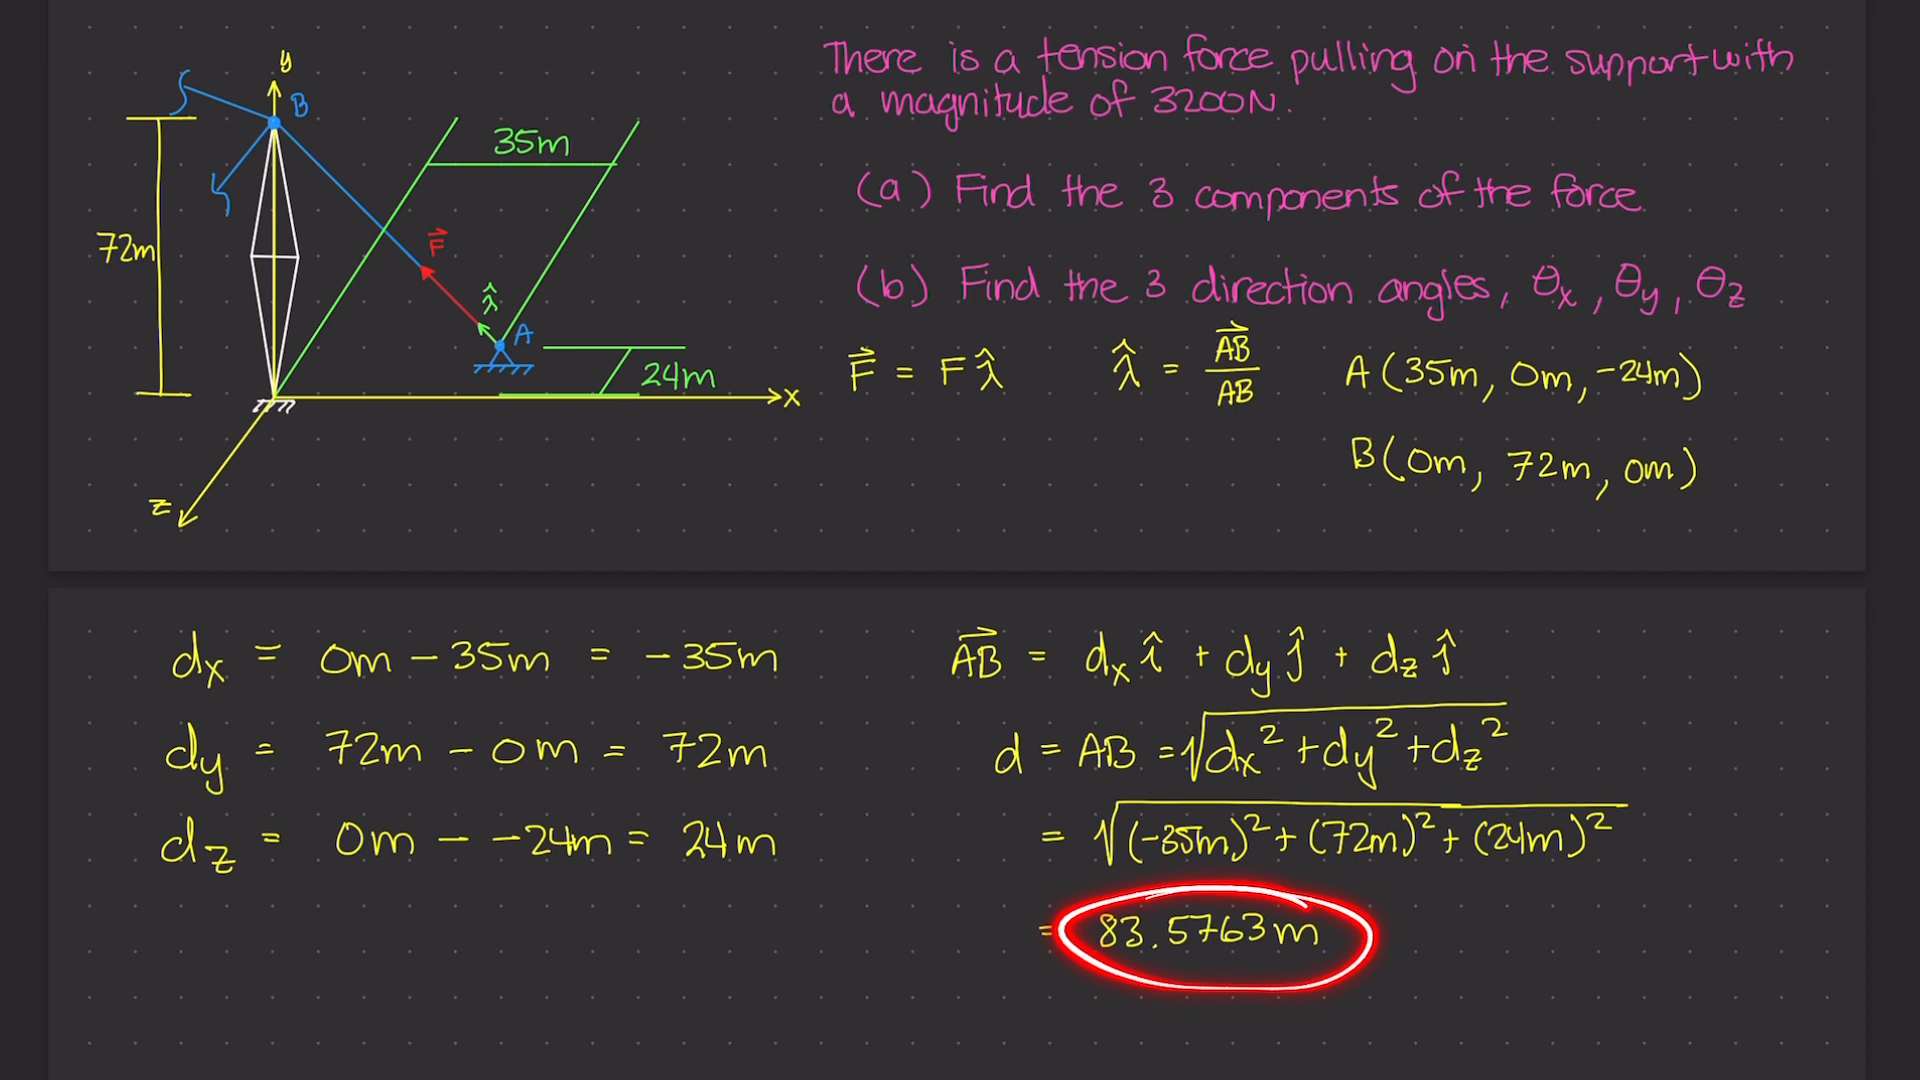 There is a tension force pulling on the support with
a magnitude of 3200N.
(a) Find the 3 components of the force
(b) Find the 3 direction angles, θx, θy, θz
y
B
35m
72m
F⃗
λ̂
A
24m
x
z
F⃗ = Fλ̂
λ̂ = A⃗B⃗/AB
A(35m, 0m, -24m)
B(0m, 72m, 0m)
dx = 0m - 35m = -35m
dy = 72m - 0m = 72m
dz = 0m - -24m = 24m
A⃗B⃗ = dx î + dy ĵ + dz ĵ
d = AB = √dx² + dy² + dz²
= √(-35m)² + (72m)² + (24m)²
= 83.5763m